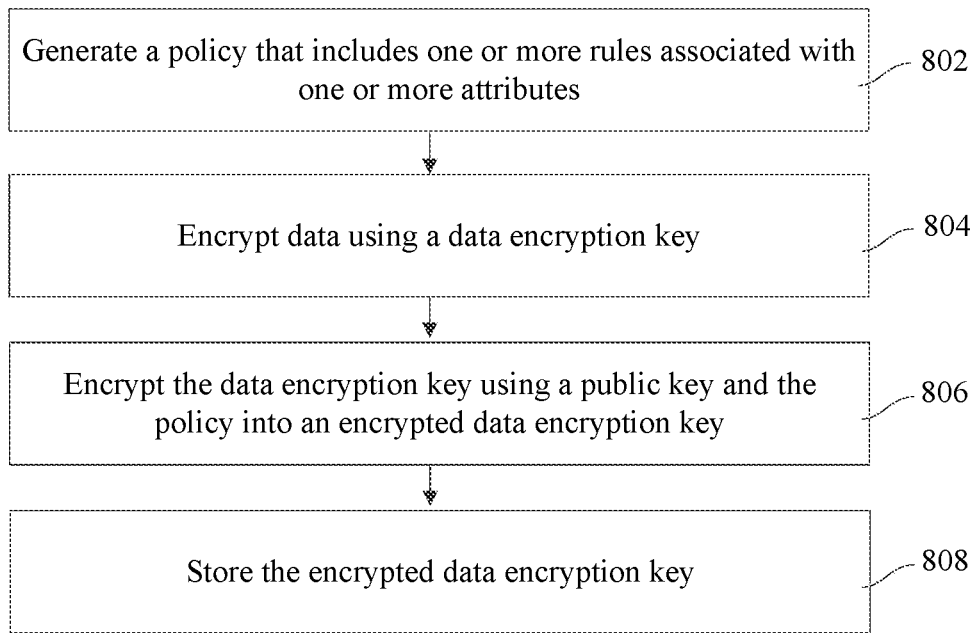 Generate a policy that includes one or more rules associated with
one or more attributes
802
Encrypt data using a data encryption key
804
Encrypt the data encryption key using a public key and the
policy into an encrypted data encryption key
806
Store the encrypted data encryption key
808